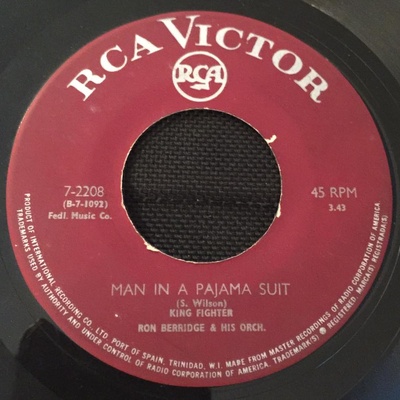 RCA VICTOR
RCA
7-2208
(B-7-1092)
Fedl. Music Co.
45 RPM
3.43
MAN IN A PAJAMA SUIT
(S. Wilson)
KING FIGHTER
RON BERRIDGE & HIS ORCH.
PRODUCT OF INTERNATIONAL RECORDING CO., LTD. PORT OF SPAIN, TRINIDAD, W.I. MADE FROM MASTER RECORDINGS OF RADIO CORPORATION OF AMERICA
TRADEMARKS USED BY AUTHORITY AND UNDER CONTROL OF RADIO CORPORATION OF AMERICA. TRADEMARK(S) ® REGISTERED. MARCA(S) REGISTRADA(S)